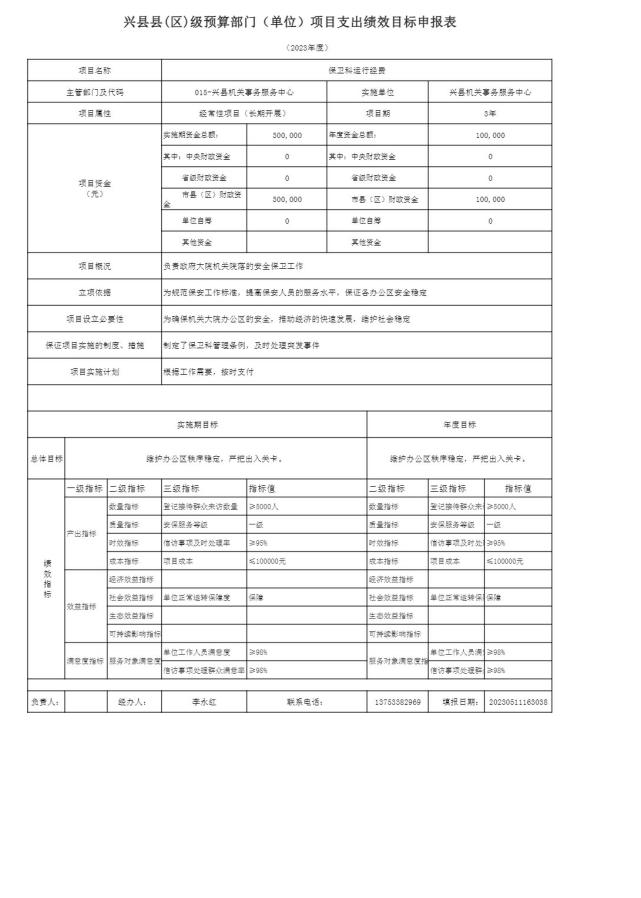 兴县县(区)级预算部门（单位）项目支出绩效目标申报表
（2023年度）
项目名称 保卫科运行经费
主管部门及代码 015-兴县机关事务服务中心 实施单位 兴县机关事务服务中心
项目属性 经常性项目（长期开展） 项目期 3年
项目资金（元） 实施期资金总额： 300,000 年度资金总额： 100,000
其中：中央财政资金 0 其中：中央财政资金 0
省级财政资金 0 省级财政资金 0
市县（区）财政资金 300,000 市县（区）财政资金 100,000
单位自筹 0 单位自筹 0
其他资金 其他资金
项目概况 负责政府大院机关院落的安全保卫工作
立项依据 为规范保安工作标准，提高保安人员的服务水平，保证各办公区安全稳定
项目设立必要性 为确保机关大院办公区的安全，推动经济的快速发展，维护社会稳定
保证项目实施的制度、措施 制定了保卫科管理条例，及时处理突发事件
项目实施计划 根据工作需要，按时支付
实施期目标 年度目标
总体目标 维护办公区秩序稳定，严把出入关卡。 维护办公区秩序稳定，严把出入关卡。
绩效指标 一级指标 二级指标 三级指标 指标值 二级指标 三级指标 指标值
产出指标 数量指标 登记接待群众来访数量 ≥5000人 数量指标 登记接待群众来 ≥5000人
质量指标 安保服务等级 一级 质量指标 安保服务等级 一级
时效指标 信访事项及时处理率 ≥95% 时效指标 信访事项及时处 ≥95%
成本指标 项目成本 ≤100000元 成本指标 项目成本 ≤100000元
效益指标 经济效益指标 经济效益指标
社会效益指标 单位正常运转保障度 保障 社会效益指标 单位正常运转保 保障
生态效益指标 生态效益指标
可持续影响指标 可持续影响指标
满意度指标 服务对象满意度 单位工作人员满意度 ≥98% 服务对象满意度指 单位工作人员满 ≥98%
信访事项处理群众满意率 ≥98% 信访事项处理群 ≥98%
负责人： 经办人： 李永红 联系电话： 13753382969 填报日期： 20230511163038